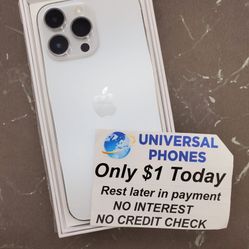 UNIVERSAL
PHONES
Only $1 Today
Rest later in payment
NO INTEREST
NO CREDIT CHECK